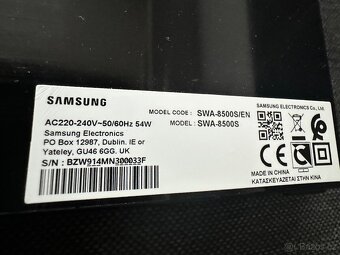 SAMSUNG
MODEL CODE : SWA-8500S/EN
MODEL : SWA-8500S
SAMSUNG ELECTRONICS Co., Ltd.
AC220-240V~50/60Hz 54W
Samsung Electronics
PO Box 12987, Dublin. IE or
Yateley, GU46 6GG. UK
S/N : BZW914MN300033F
MADE IN CHINA
ΚΑΤΑΣΚΕΥΑΖΕΤΑΙ ΣΤΗΝ ΚΙΝΑ